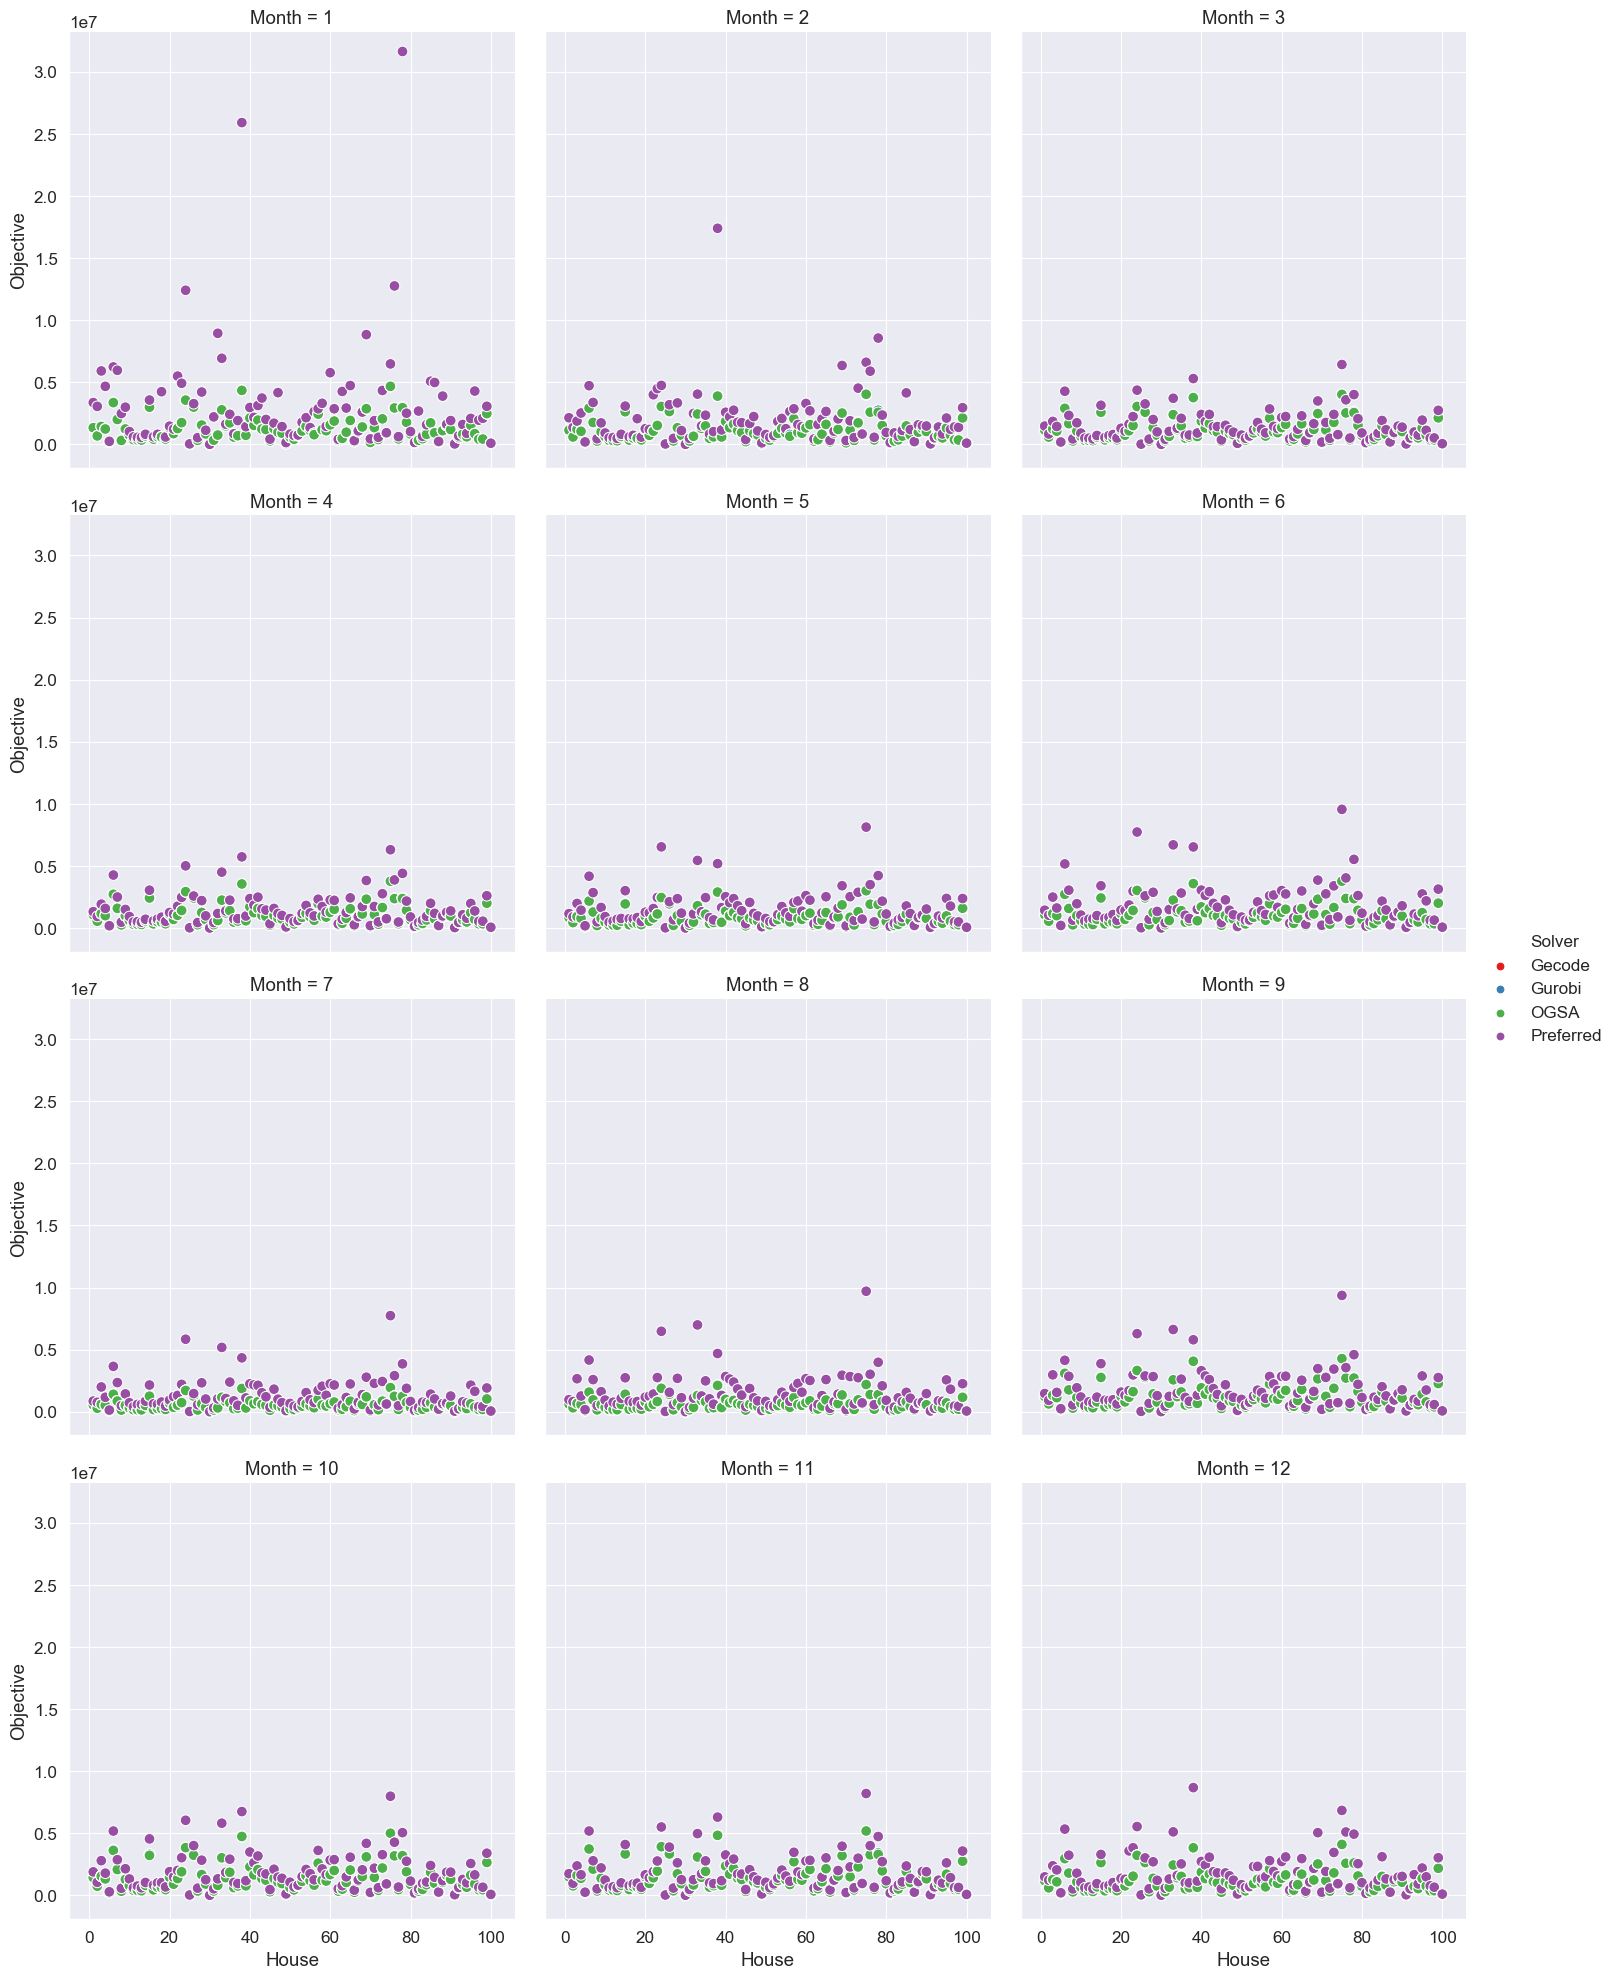 Month = 1
Month = 2
Month = 3
1e7
3.0
2.5
2.0
1.5
1.0
0.5
0.0
Objective
Month = 4
Month = 5
Month = 6
1e7
3.0
2.5
2.0
1.5
1.0
0.5
0.0
Objective
Solver
Gecode
Gurobi
OGSA
Preferred
Month = 7
Month = 8
Month = 9
1e7
3.0
2.5
2.0
1.5
1.0
0.5
0.0
Objective
Month = 10
Month = 11
Month = 12
1e7
3.0
2.5
2.0
1.5
1.0
0.5
0.0
Objective
0 20 40 60 80 100
0 20 40 60 80 100
0 20 40 60 80 100
House
House
House